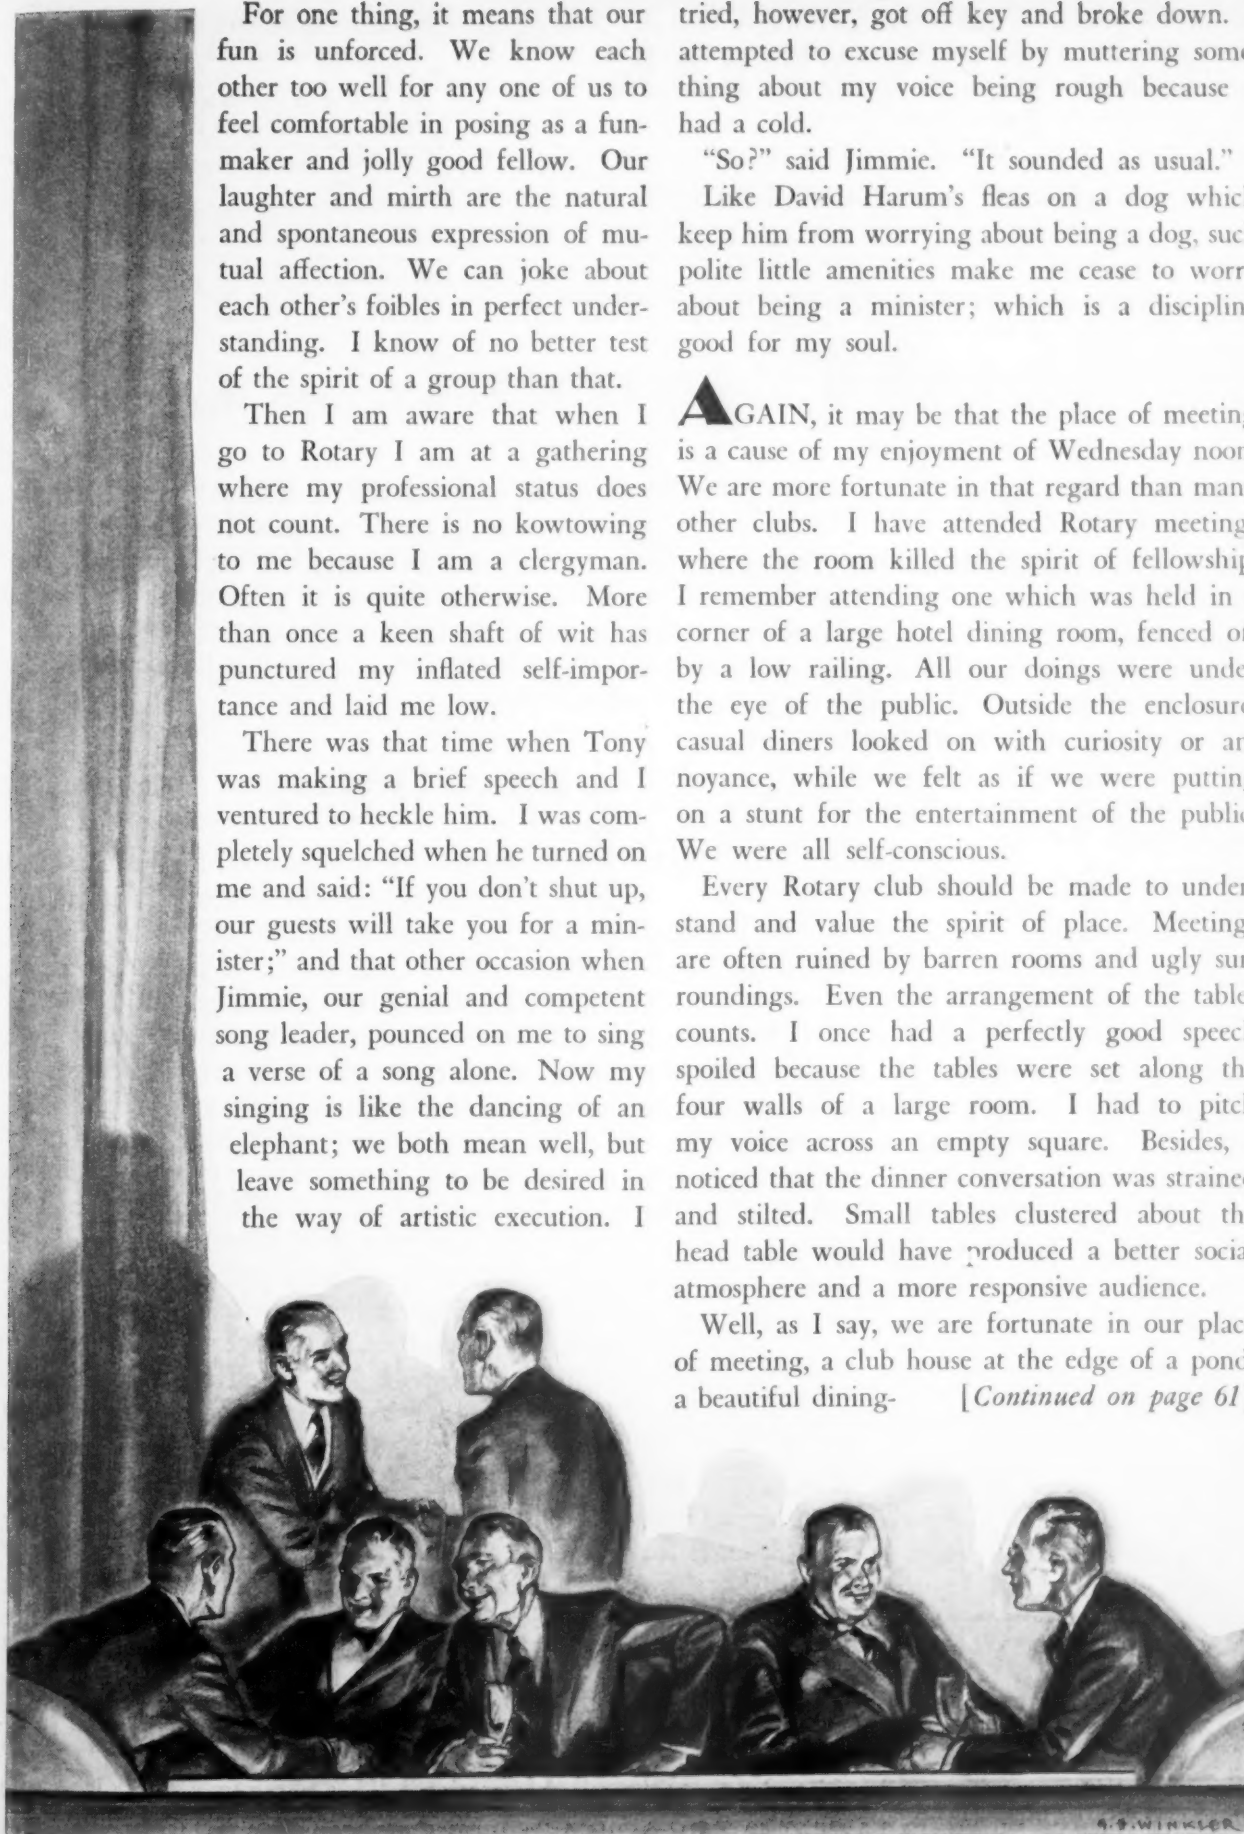 For one thing, it means that our
fun is unforced. We know each
other too well for any one of us to
feel comfortable in posing as a fun-
maker and jolly good fellow. Our
laughter and mirth are the natural
and spontaneous expression of mu-
tual affection. We can joke about
each other's foibles in perfect under-
standing. I know of no better test
of the spirit of a group than that.
Then I am aware that when I
go to Rotary I am at a gathering
where my professional status does
not count. There is no kowtowing
to me because I am a clergyman.
Often it is quite otherwise. More
than once a keen shaft of wit has
punctured my inflated self-impor-
tance and laid me low.
There was that time when Tony
was making a brief speech and I
ventured to heckle him. I was com-
pletely squelched when he turned on
me and said: “If you don't shut up,
our guests will take you for a min-
ister;” and that other occasion when
Jimmie, our genial and competent
song leader, pounced on me to sing
a verse of a song alone. Now my
singing is like the dancing of an
elephant; we both mean well, but
leave something to be desired in
the way of artistic execution. I
tried, however, got off key and broke down.
attempted to excuse myself by muttering some
thing about my voice being rough because
had a cold.
“So?” said Jimmie. “It sounded as usual.”
Like David Harum's fleas on a dog whic
keep him from worrying about being a dog, suc
polite little amenities make me cease to worr
about being a minister; which is a disciplin
good for my soul.
AGAIN, it may be that the place of meeting
is a cause of my enjoyment of Wednesday noon
We are more fortunate in that regard than man
other clubs. I have attended Rotary meeting
where the room killed the spirit of fellowship
I remember attending one which was held in
corner of a large hotel dining room, fenced of
by a low railing. All our doings were unde
the eye of the public. Outside the enclosure
casual diners looked on with curiosity or an
noyance, while we felt as if we were putting
on a stunt for the entertainment of the public
We were all self-conscious.
Every Rotary club should be made to under
stand and value the spirit of place. Meeting
are often ruined by barren rooms and ugly sur
roundings. Even the arrangement of the table
counts. I once had a perfectly good speec
spoiled because the tables were set along th
four walls of a large room. I had to pitc
my voice across an empty square. Besides,
noticed that the dinner conversation was straine
and stilted. Small tables clustered about th
head table would have produced a better socia
atmosphere and a more responsive audience.
Well, as I say, we are fortunate in our plac
of meeting, a club house at the edge of a pond
a beautiful dining- [Continued on page 61
A.B.WINKLER